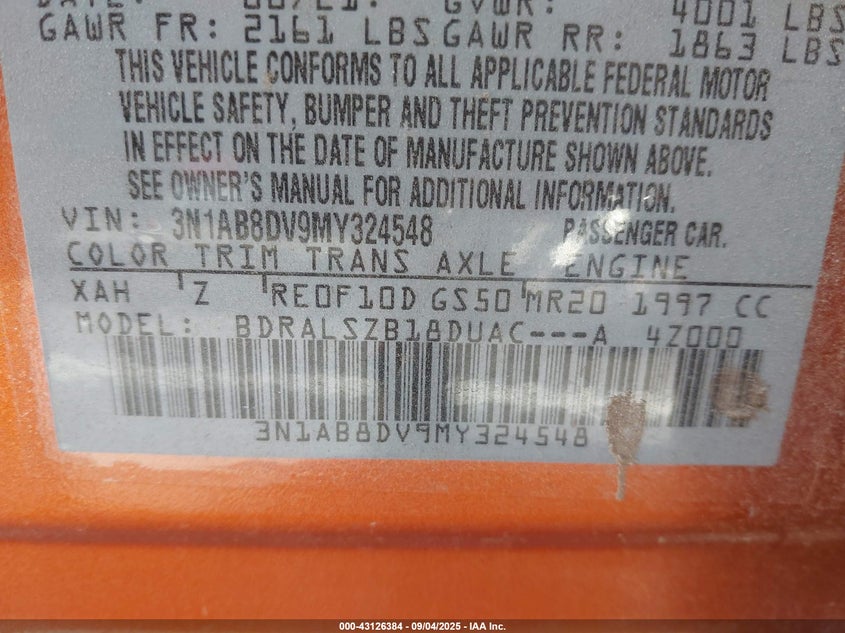 GVWR: 4001 LBS
GAWR FR: 2161 LBS GAWR RR: 1863 LBS
THIS VEHICLE CONFORMS TO ALL APPLICABLE FEDERAL MOTOR
VEHICLE SAFETY, BUMPER AND THEFT PREVENTION STANDARDS
IN EFFECT ON THE DATE OF MANUFACTURE SHOWN ABOVE.
SEE OWNER'S MANUAL FOR ADDITIONAL INFORMATION.
VIN: 3N1AB8DV9MY324548 PASSENGER CAR.
COLOR TRIM TRANS AXLE ENGINE
XAH Z RE0F10D GS50 MR20 1997 CC
MODEL: BDRALSZB18DUAC---A 4Z000
3N1AB8DV9MY324548
000-43126384 - 09/04/2025 - IAA Inc.